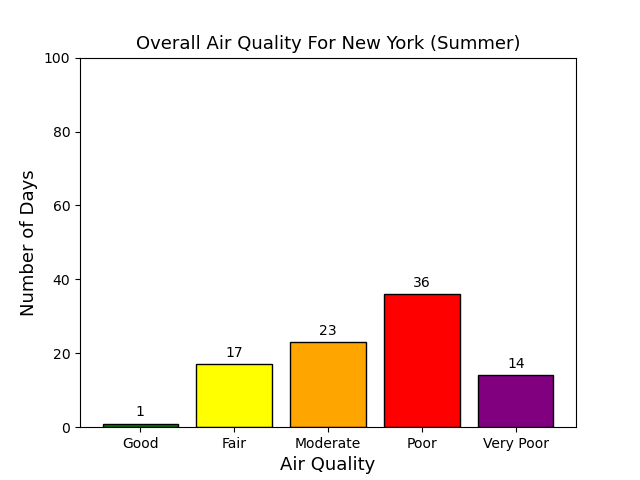 Overall Air Quality For New York (Summer)
100
80
60
40
20
0
Number of Days
1
17
23
36
14
Good
Fair
Moderate
Poor
Very Poor
Air Quality